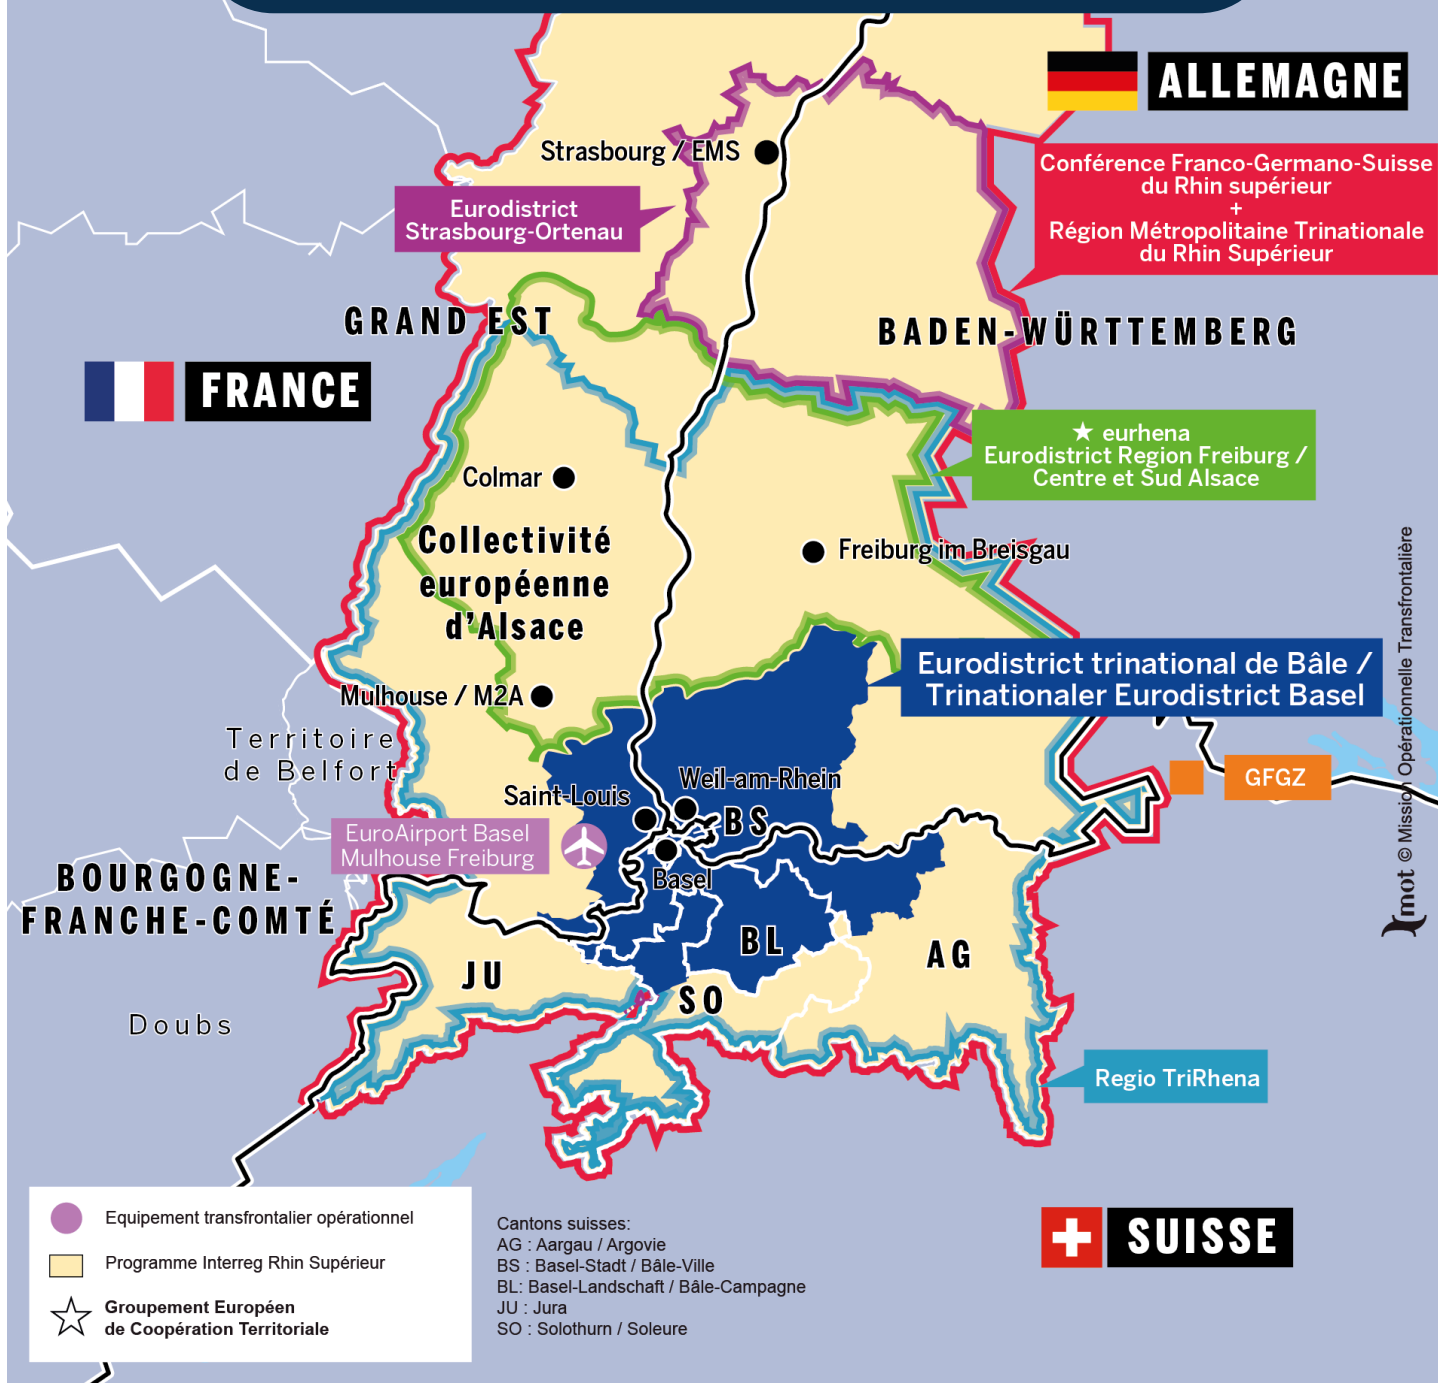 ALLEMAGNE
Strasbourg / EMS
Conférence Franco-Germano-Suisse
du Rhin supérieur
+
Région Métropolitaine Trinationale
du Rhin Supérieur
Eurodistrict
Strasbourg-Ortenau
GRAND EST
BADEN-WÜRTTEMBERG
FRANCE
eurhena
Eurodistrict Region Freiburg /
Centre et Sud Alsace
Colmar
Collectivité
européenne
d'Alsace
Freiburg im Breisgau
Eurodistrict trinational de Bâle /
Trinationaler Eurodistrict Basel
Mulhouse / M2A
Territoire
de Belfort
Weil-am-Rhein
Saint-Louis
BS
GFGZ
EuroAirport Basel
Mulhouse Freiburg
Basel
BOURGOGNE-
FRANCHE-COMTÉ
BL
AG
JU
SO
Doubs
Regio TriRhena
mot © Mission Opérationnelle Transfrontalière
SUISSE
Equipement transfrontalier opérationnel
Programme Interreg Rhin Supérieur
Groupement Européen
de Coopération Territoriale
Cantons suisses:
AG : Aargau / Argovie
BS : Basel-Stadt / Bâle-Ville
BL: Basel-Landschaft / Bâle-Campagne
JU : Jura
SO : Solothurn / Soleure